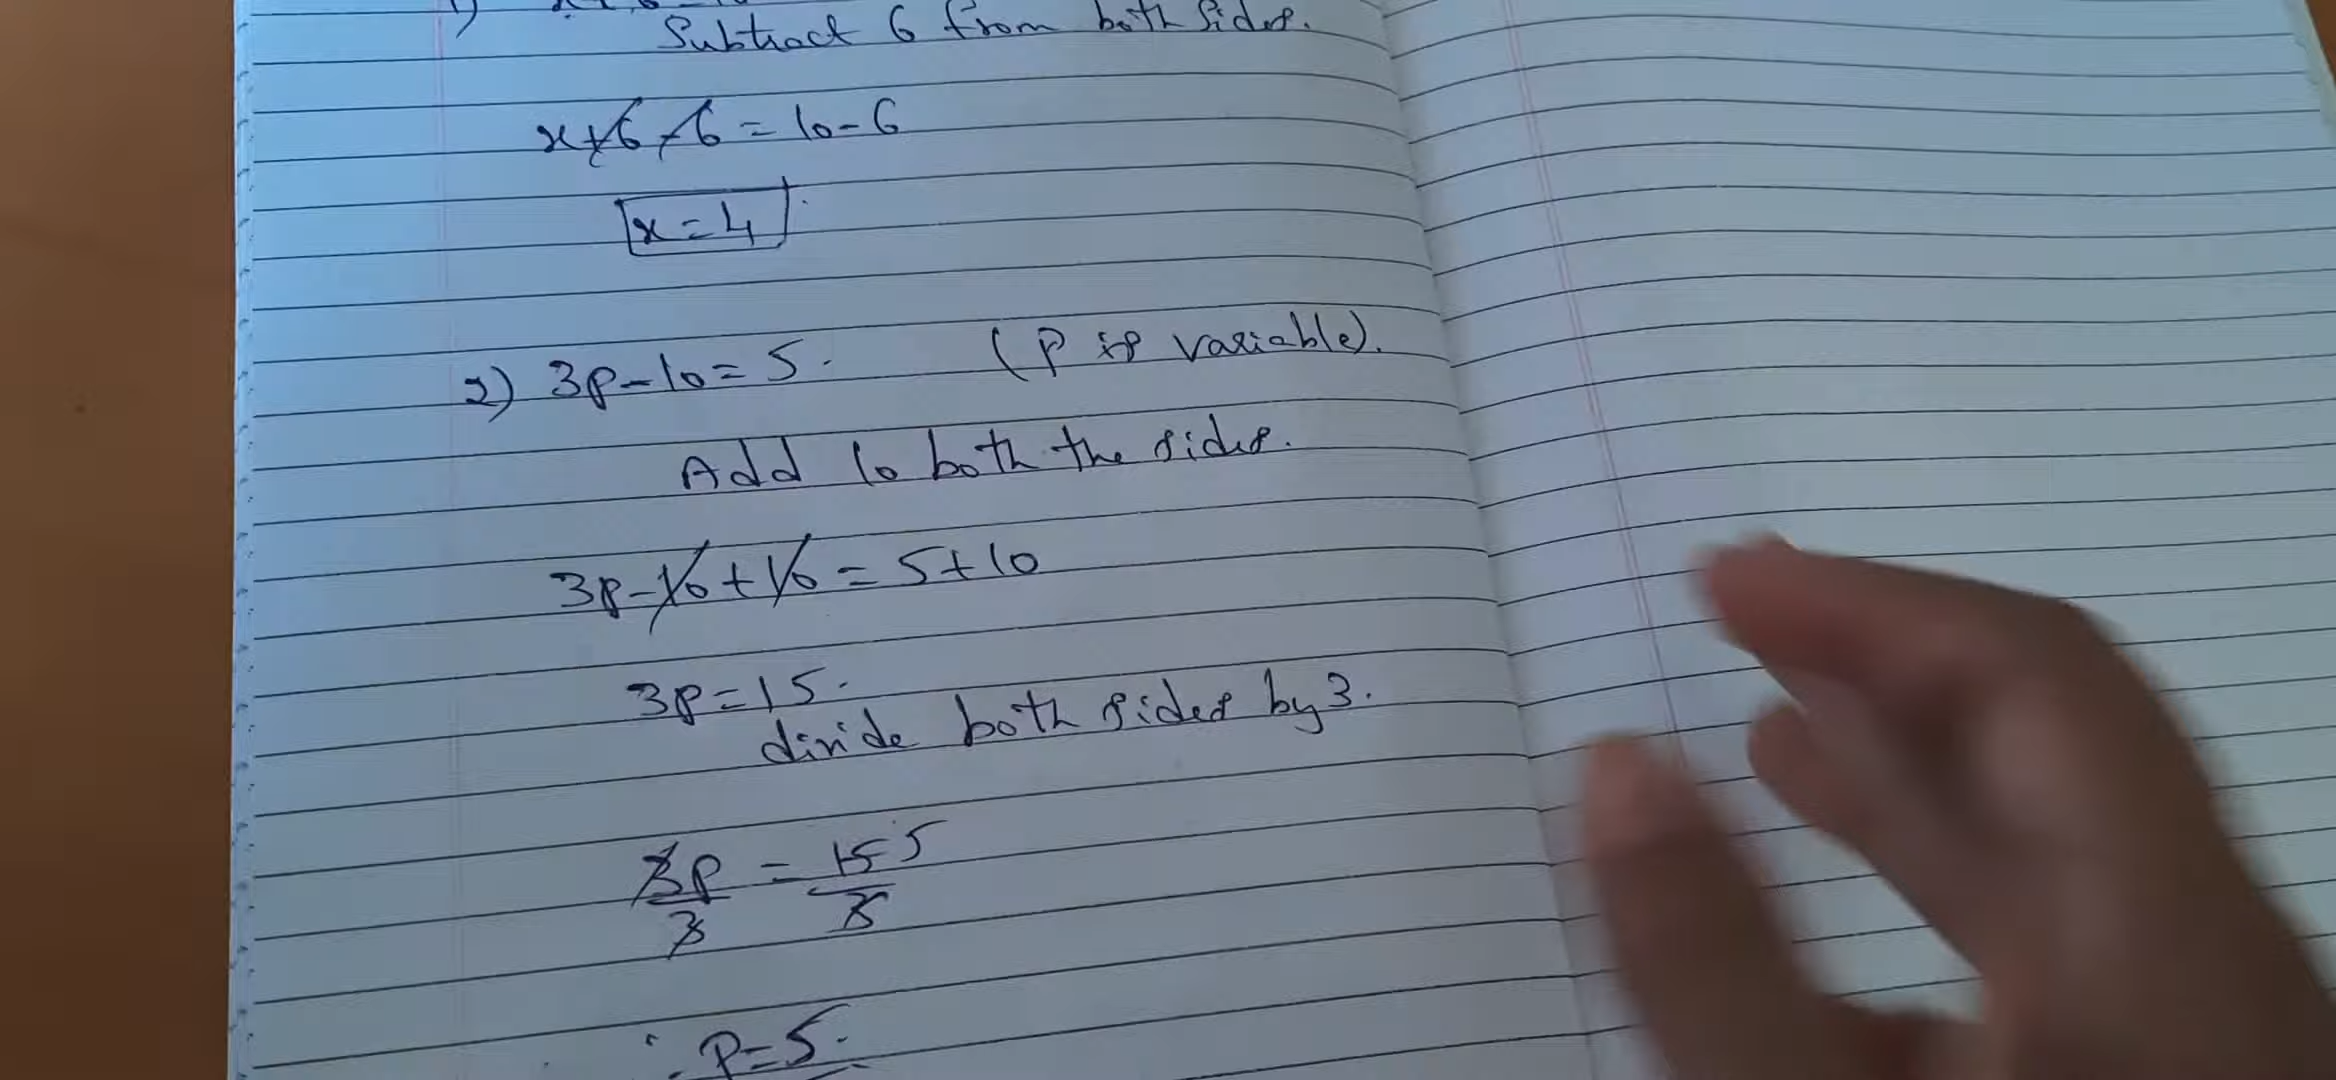 1)
Subtract 6 from both sides.
x+6-6=10-6
x=4
2) 3p-10=5. (P is variable).
Add 10 both the sides.
3p-10+10=5+10
3p=15.
divide both sides by 3.
3p/3 = 15/3 5
∴ P=5.